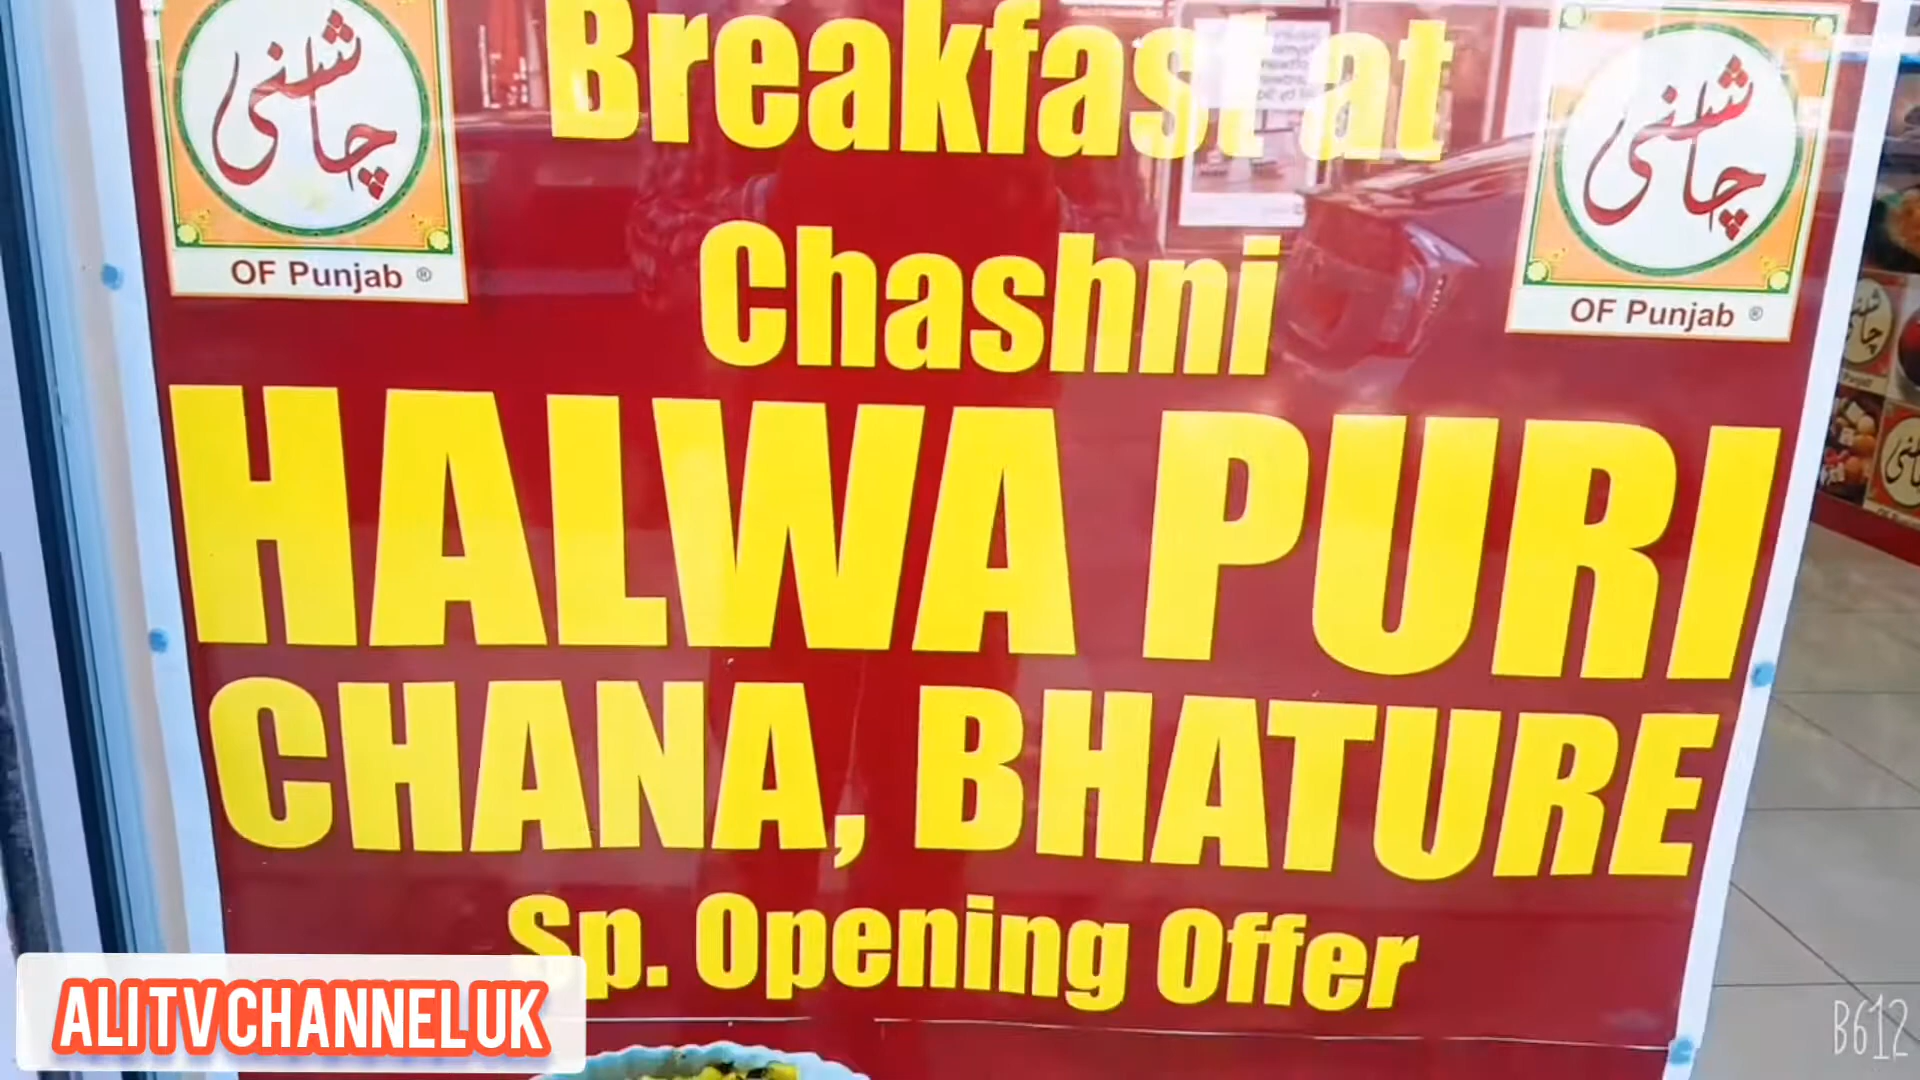 Breakfast at
چاشنی
OF Punjab ®
چاشنی
OF Punjab ®
Chashni
HALWA PURI
CHANA, BHATURE
Sp. Opening Offer
ALI TV CHANNEL UK
B612